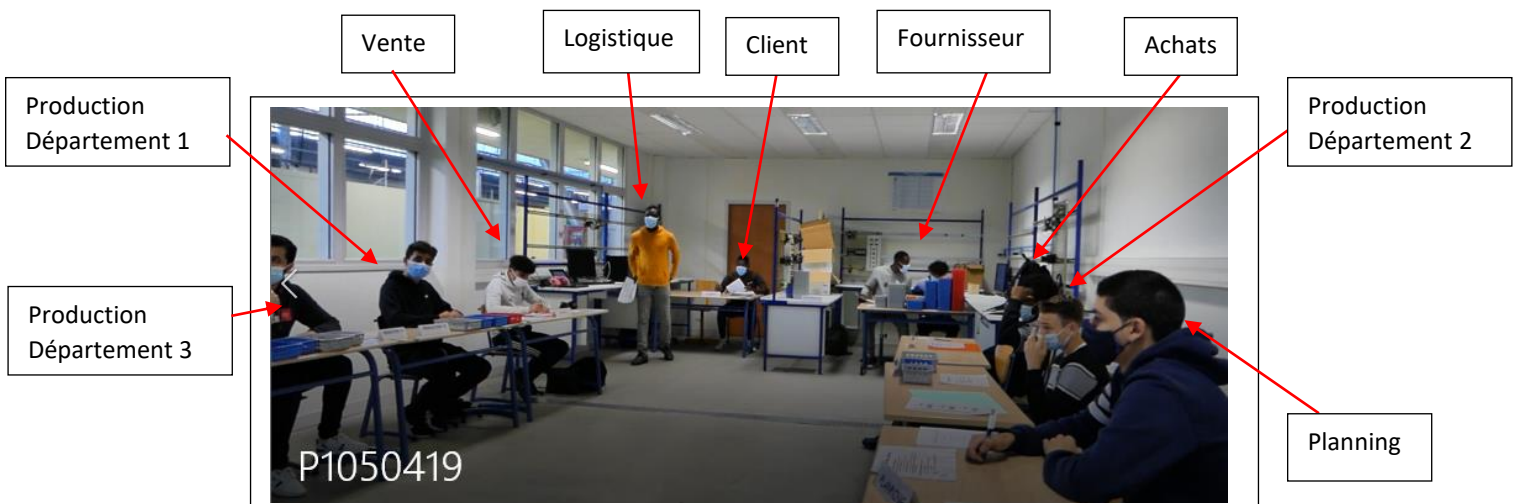 Vente
Logistique
Client
Fournisseur
Achats
Production
Département 1
Production
Département 2
Production
Département 3
Planning
P1050419